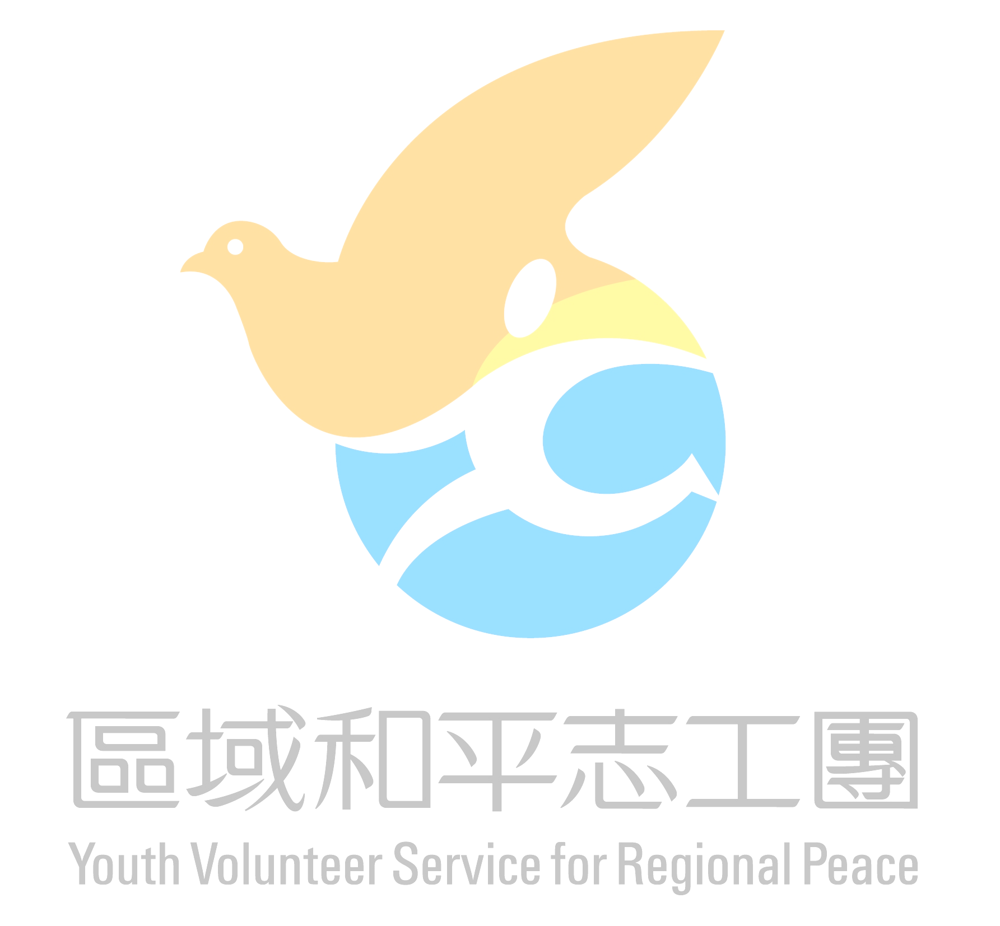 區域和平志工團
Youth Volunteer Service for Regional Peace